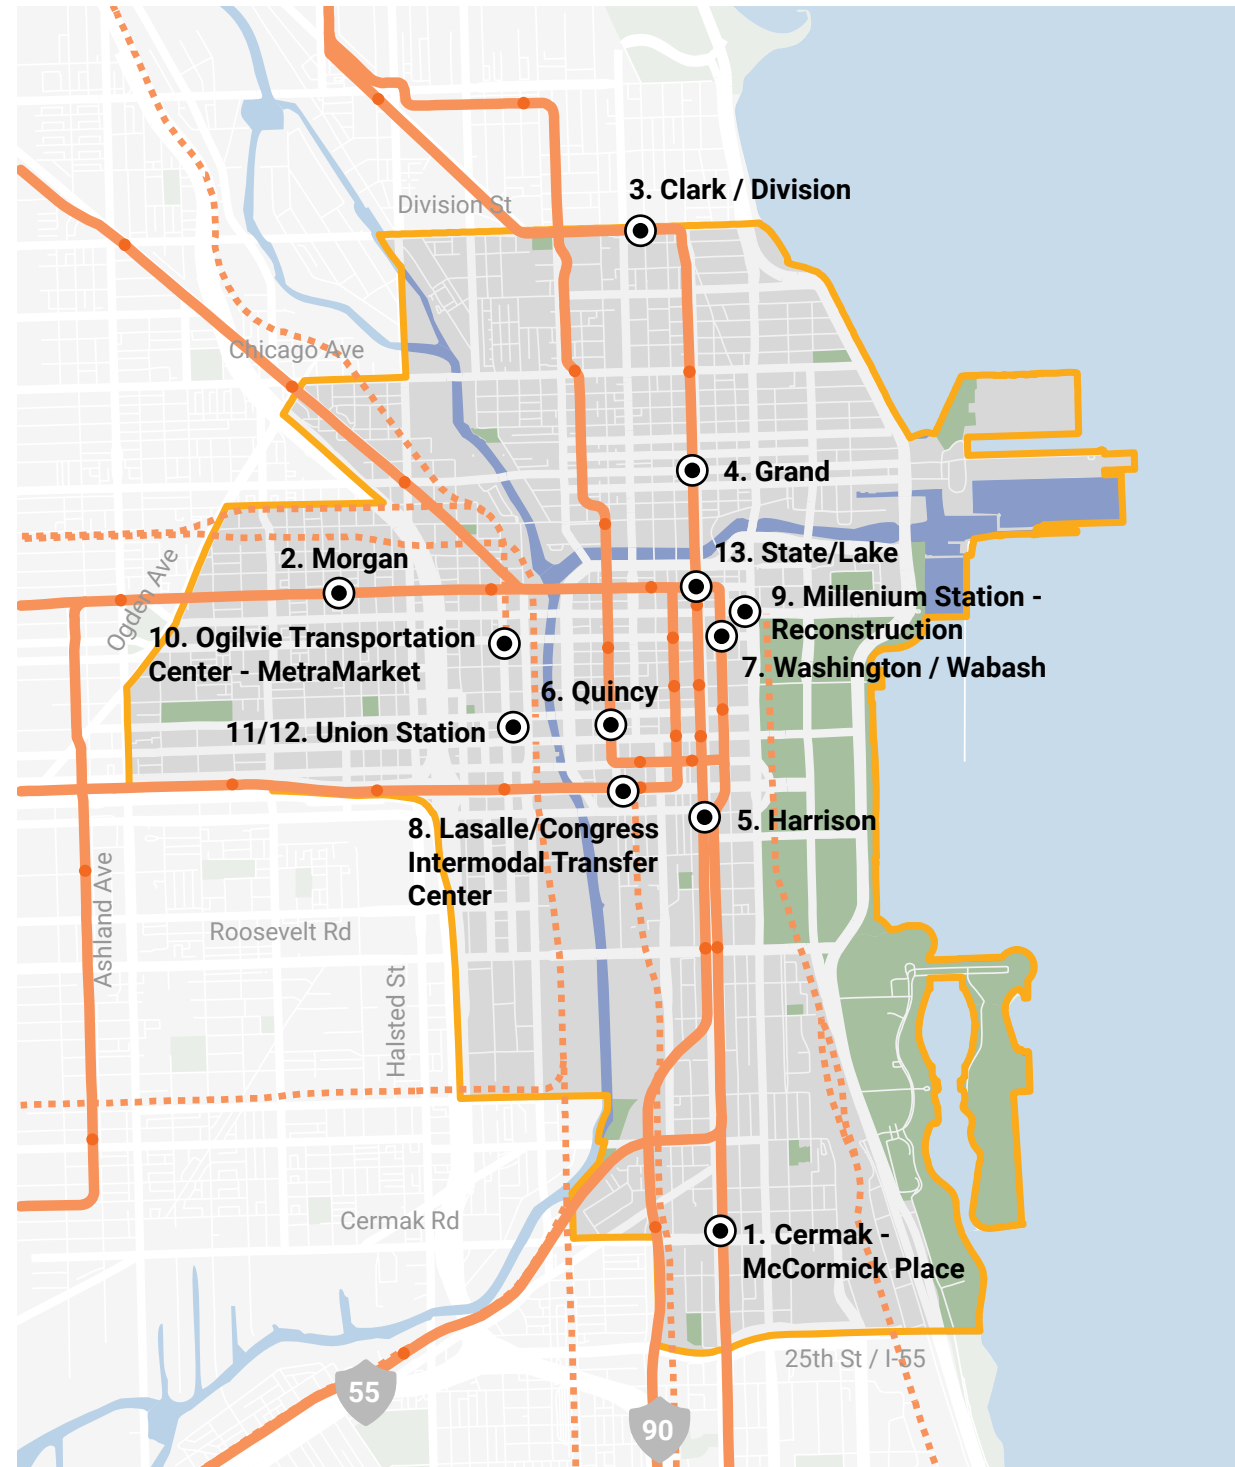 3. Clark / Division
Division St
Chicago Ave
4. Grand
13. State/Lake
2. Morgan
Ogden Ave
9. Millenium Station -
Reconstruction
10. Ogilvie Transportation
Center - MetraMarket
7. Washington / Wabash
6. Quincy
11/12. Union Station
8. Lasalle/Congress
Intermodal Transfer
Center
5. Harrison
Ashland Ave
Roosevelt Rd
Halsted St
Cermak Rd
1. Cermak -
McCormick Place
25th St / I-55
55
90